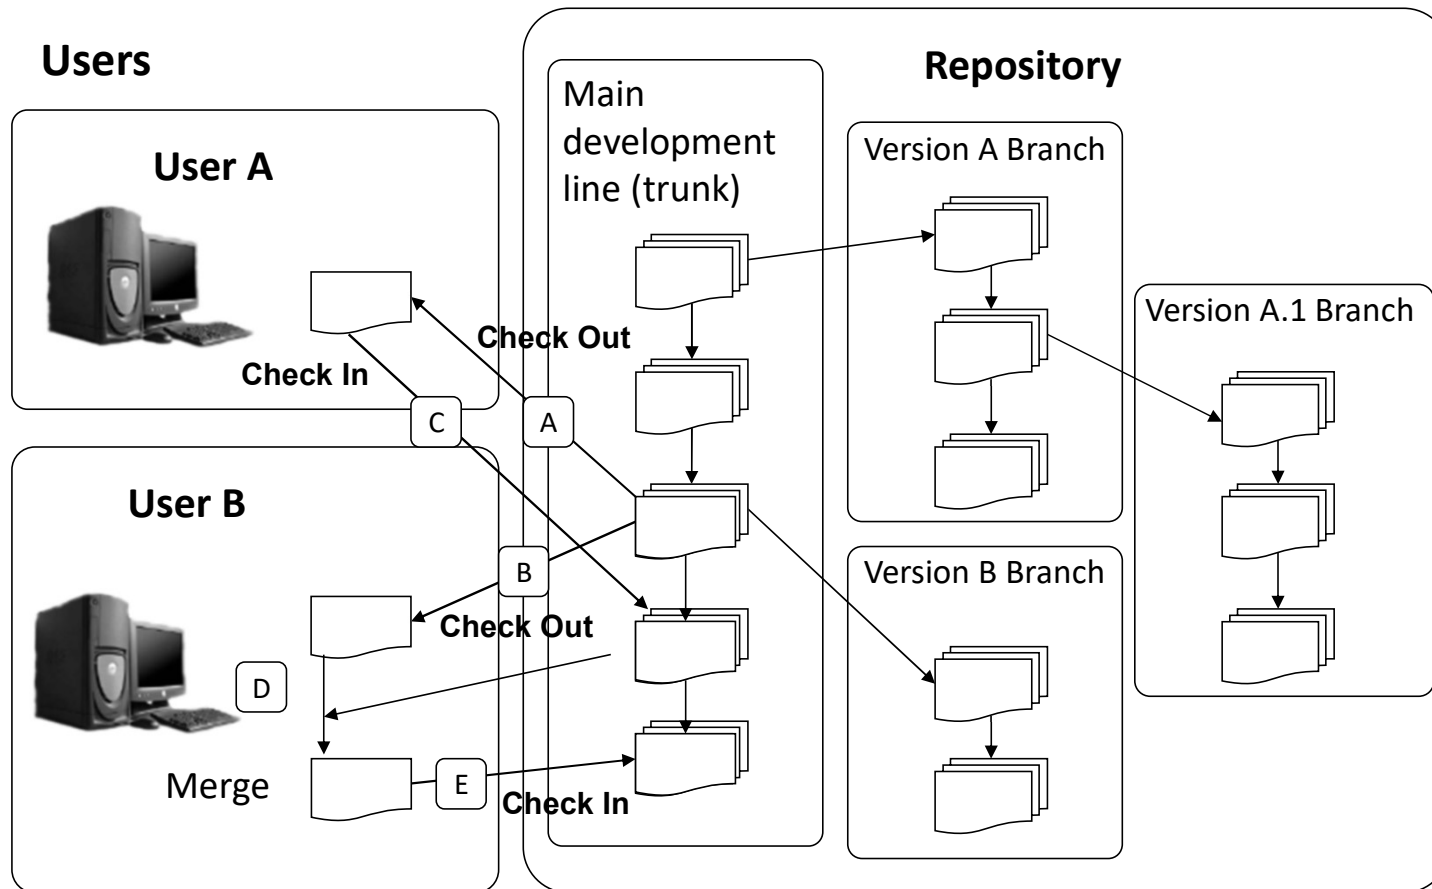 Users
Repository
User A
Check In
Check Out
C
A
User B
B
Check Out
D
Merge
E
Check In
Main
development
line (trunk)
Version A Branch
Version A.1 Branch
Version B Branch